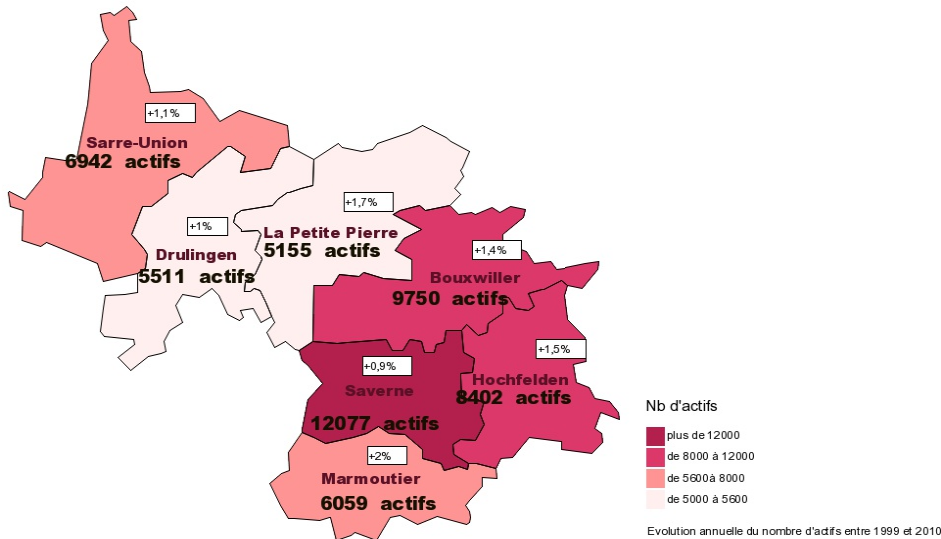 +1,1%
Sarre-Union
6942 actifs
+1,7%
La Petite Pierre
5155 actifs
+1%
Drulingen
5511 actifs
+1,4%
Bouxwiller
9750 actifs
+1,5%
Hochfelden
8402 actifs
+0,9%
Saverne
12077 actifs
+2%
Marmoutier
6059 actifs
Nb d'actifs
plus de 12000
de 8000 à 12000
de 5600à 8000
de 5000 à 5600
Evolution annuelle du nombre d'actifs entre 1999 et 2010